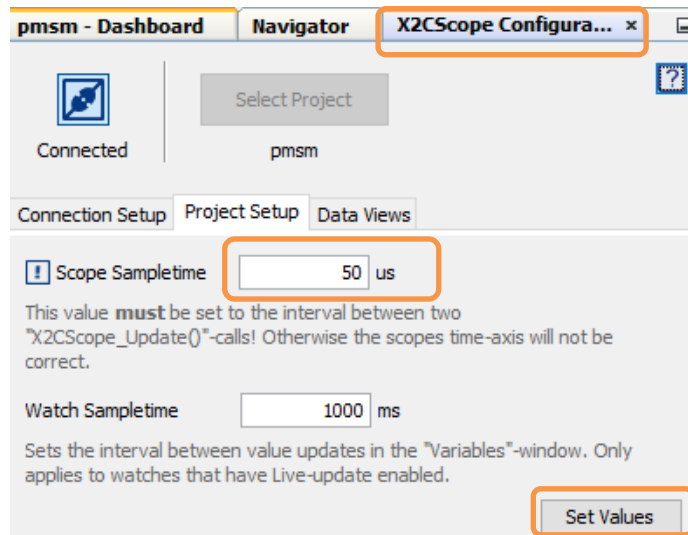 pmsm - Dashboard Navigator X2CScope Configura... ×
Select Project
Connected pmsm
Connection Setup Project Setup Data Views
! Scope Sampletime 50 us
This value must be set to the interval between two
"X2CScope_Update()"-calls! Otherwise the scopes time-axis will not be
correct.
Watch Sampletime 1000 ms
Sets the interval between value updates in the "Variables"-window. Only
applies to watches that have Live-update enabled.
Set Values